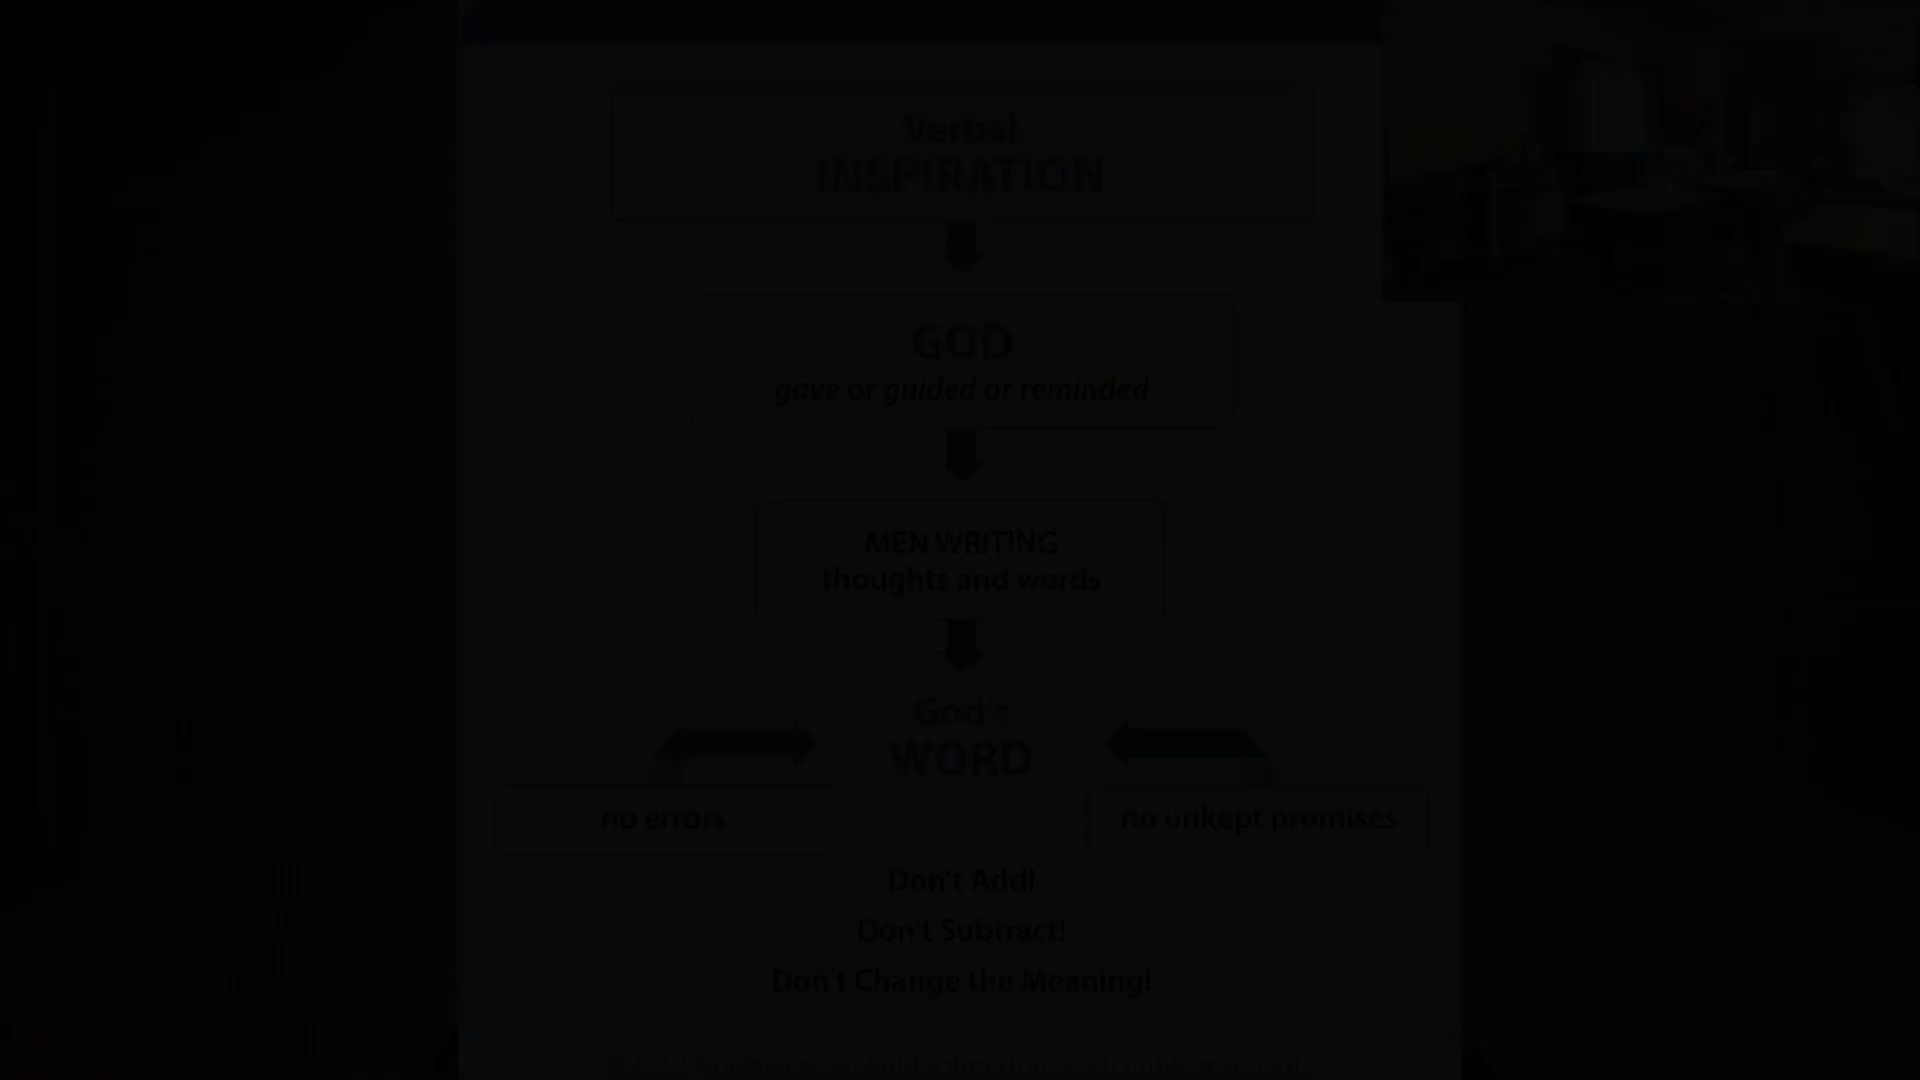 Verbal
INSPIRATION
GOD
gave or guided or reminded
MEN WRITING
thoughts and words
God's
WORD
no errors
no unkept promises
Don't Add!
Don't Subtract!
Don't Change the Meaning!